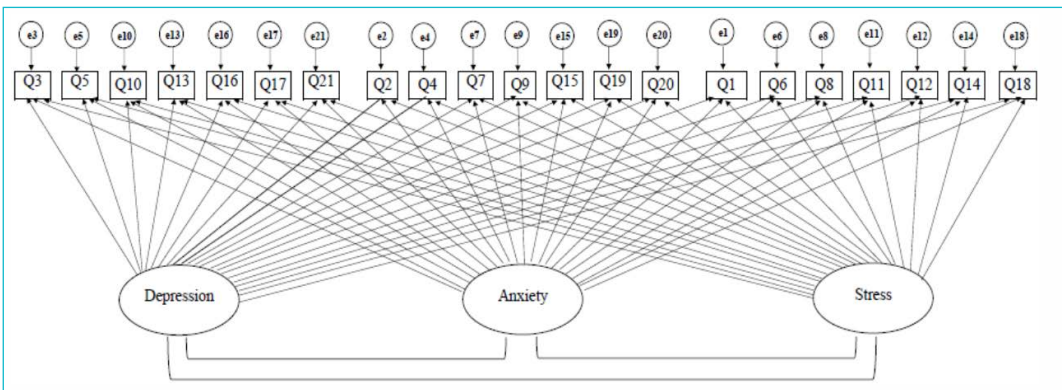 e3 e5 e10 e13 e16 e17 e21 e2 e4 e7 e9 e15 e19 e20 e1 e6 e8 e11 e12 e14 e18
Q3 Q5 Q10 Q13 Q16 Q17 Q21 Q2 Q4 Q7 Q9 Q15 Q19 Q20 Q1 Q6 Q8 Q11 Q12 Q14 Q18
Depression Anxiety Stress